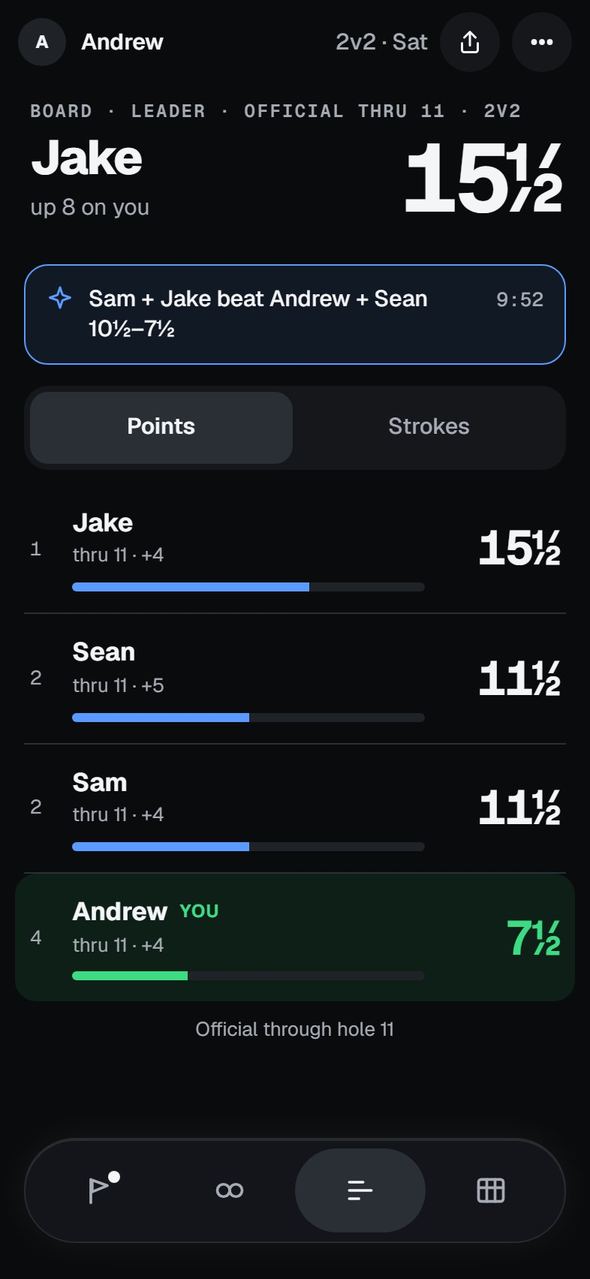 A Andrew 2v2 · Sat
BOARD · LEADER · OFFICIAL THRU 11 · 2V2
Jake 15½
up 8 on you
Sam + Jake beat Andrew + Sean 9:52
10½–7½
Points Strokes
Jake
1 thru 11 · +4 15½
Sean
2 thru 11 · +5 11½
Sam
2 thru 11 · +4 11½
Andrew YOU
4 thru 11 · +4 7½
Official through hole 11